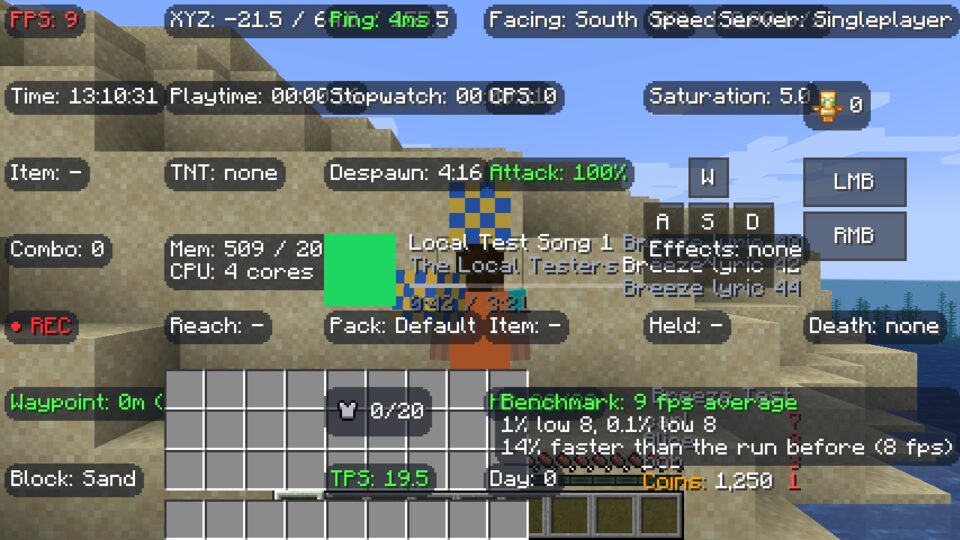 FPS: 9
XYZ: -21.5 / 6
Ping: 4ms
5
Facing: South
Speed
Server: Singleplayer
Time: 13:10:31
Playtime: 00:00
Stopwatch: 00:0
CPS: 0
Saturation: 5.0
0
Item: -
TNT: none
Despawn: 4:16
Attack: 100%
W
LMB
A
S
D
RMB
Combo: 0
Mem: 509 / 20
CPU: 4 cores
Local Test Song 1
The Local Testers
0:42 / 3:21
Effects: none
Breeze lyric 42
Breeze lyric 44
REC
Reach: -
Pack: Default
Item: -
Held: -
Death: none
Waypoint: 0m (
0/20
Breeze Test
Benchmark: 9 fps average
1% low 8, 0.1% low 8
14% faster than the run before (8 fps)
Block: Sand
TPS: 19.5
Day: 0
Coins: 1,250
1